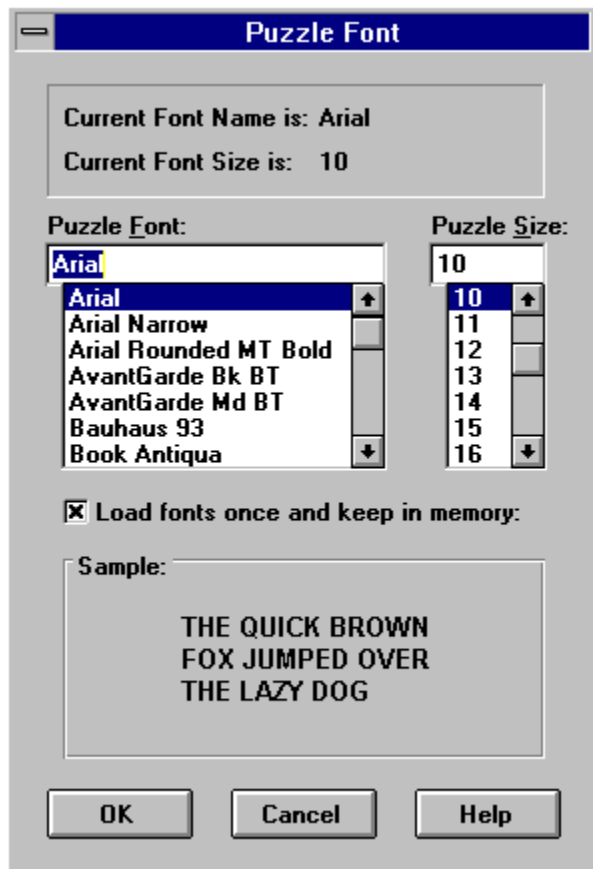 Puzzle Font
Current Font Name is: Arial
Current Font Size is: 10
Puzzle Font:
Arial
Arial
Arial Narrow
Arial Rounded MT Bold
AvantGarde Bk BT
AvantGarde Md BT
Bauhaus 93
Book Antiqua
Puzzle Size:
10
10
11
12
13
14
15
16
Load fonts once and keep in memory:
Sample:
THE QUICK BROWN
FOX JUMPED OVER
THE LAZY DOG
OK
Cancel
Help